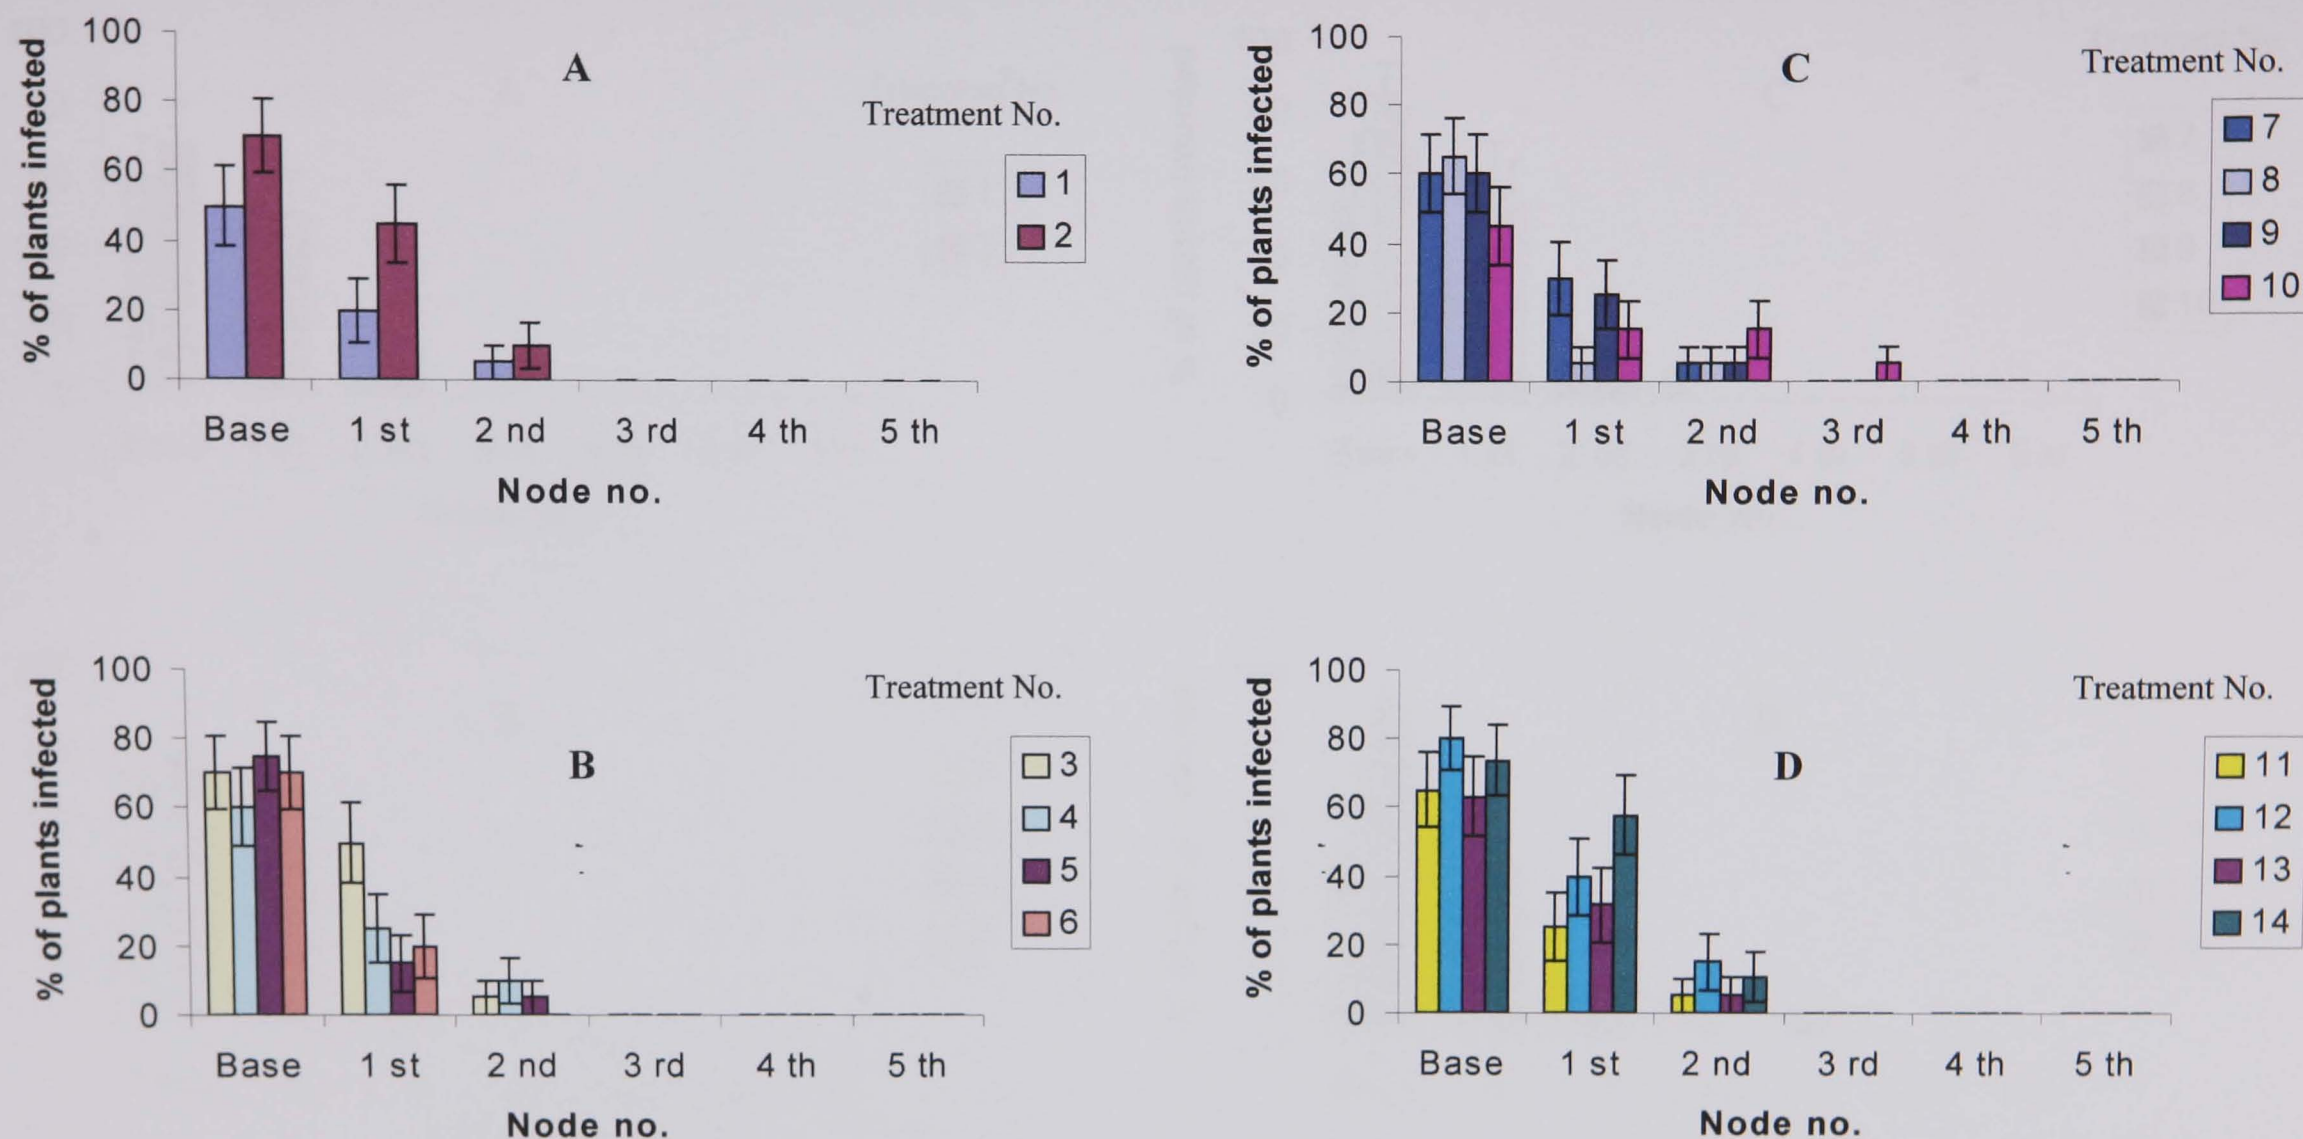 A
% of plants infected
100
80
60
40
20
0
Base 1 st 2 nd 3 rd 4 th 5 th
Node no.
Treatment No.
1
2
C
% of plants infected
100
80
60
40
20
0
Base 1 st 2 nd 3 rd 4 th 5 th
Node no.
Treatment No.
7
8
9
10
B
% of plants infected
100
80
60
40
20
0
Base 1 st 2 nd 3 rd 4 th 5 th
Node no.
Treatment No.
3
4
5
6
D
% of plants infected
100
80
60
40
20
0
Base 1 st 2 nd 3 rd 4 th 5 th
Node no.
Treatment No.
11
12
13
14